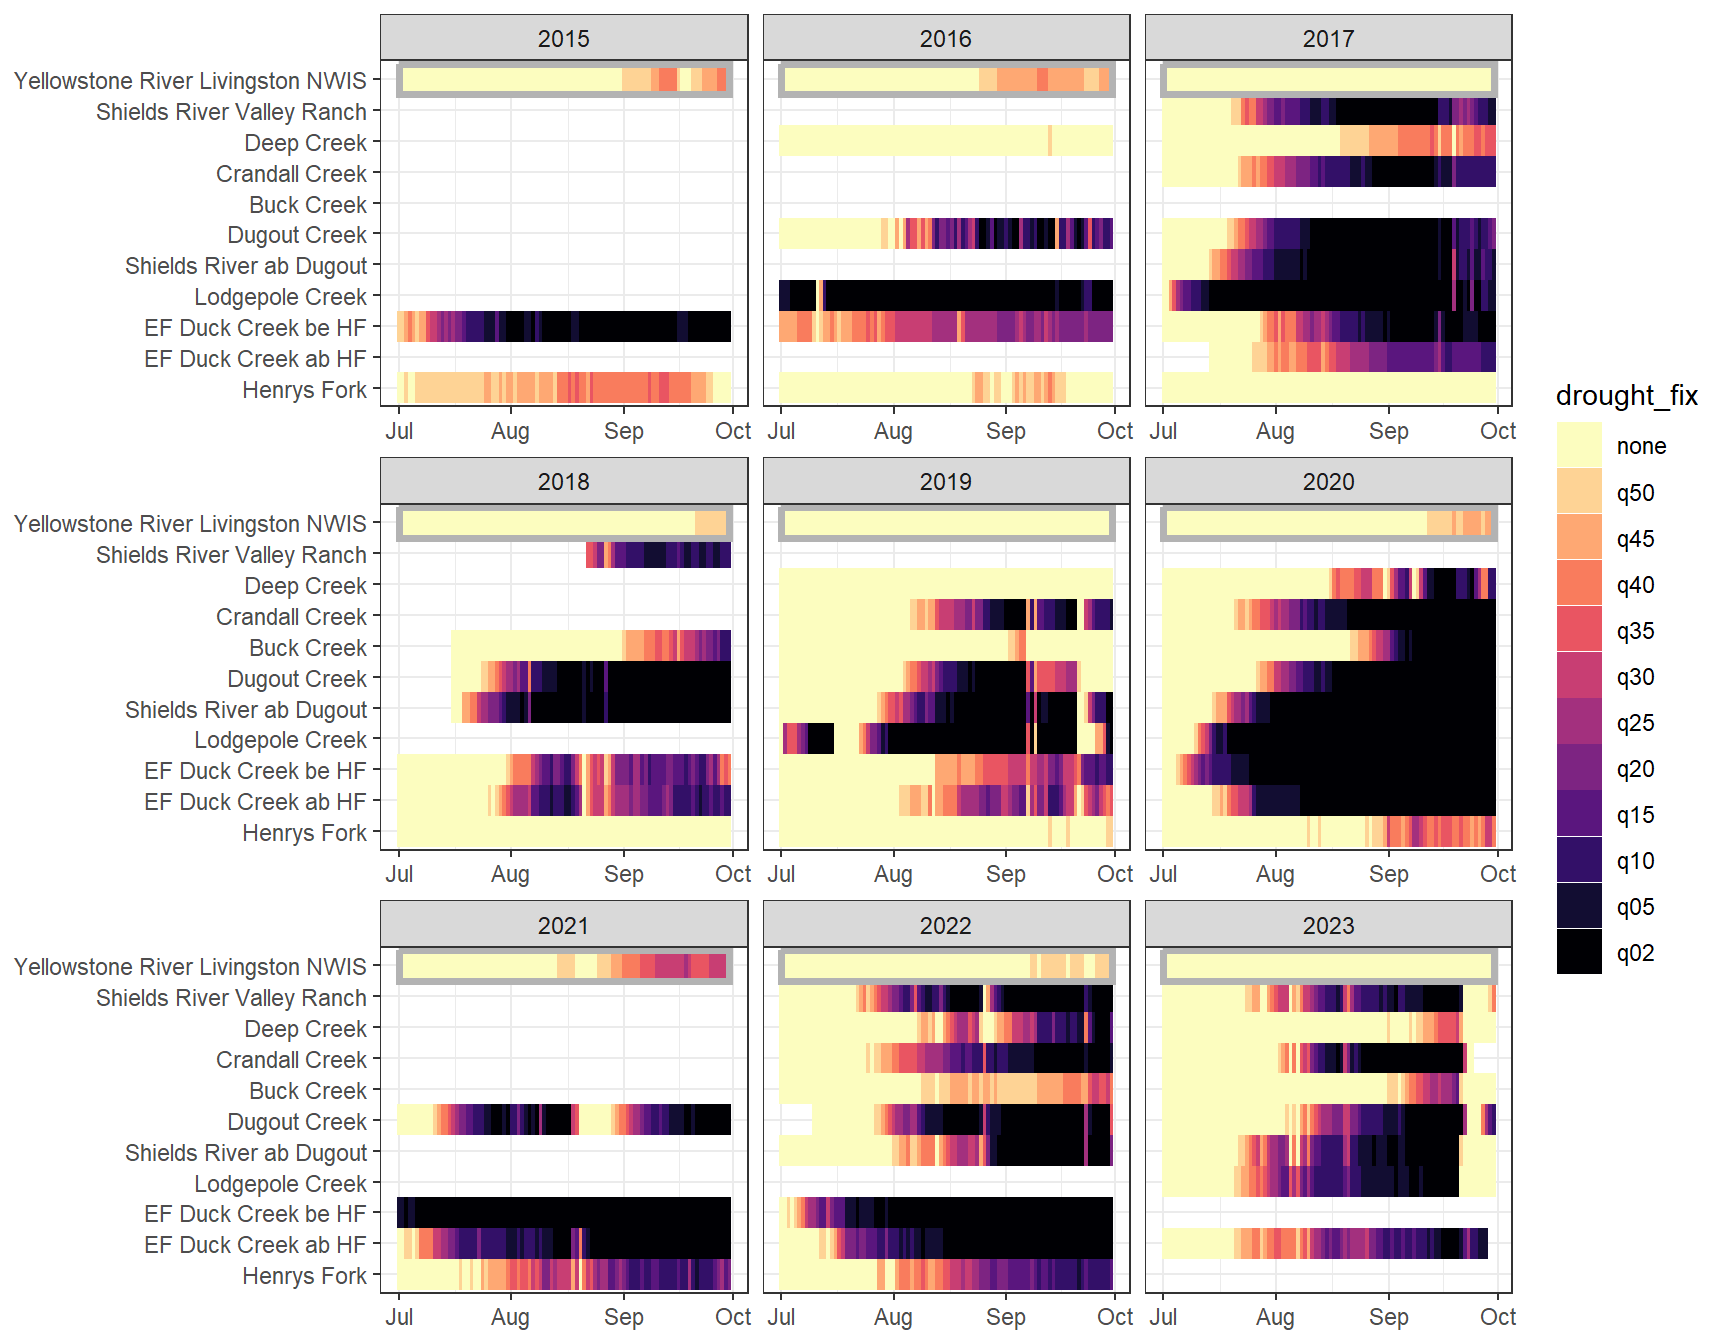 2015 2016 2017
Yellowstone River Livingston NWIS
Shields River Valley Ranch
Deep Creek
Crandall Creek
Buck Creek
Dugout Creek
Shields River ab Dugout
Lodgepole Creek
EF Duck Creek be HF
EF Duck Creek ab HF
Henrys Fork
Jul Aug Sep Oct Jul Aug Sep Oct Jul Aug Sep Oct
2018 2019 2020
Yellowstone River Livingston NWIS
Shields River Valley Ranch
Deep Creek
Crandall Creek
Buck Creek
Dugout Creek
Shields River ab Dugout
Lodgepole Creek
EF Duck Creek be HF
EF Duck Creek ab HF
Henrys Fork
Jul Aug Sep Oct Jul Aug Sep Oct Jul Aug Sep Oct
2021 2022 2023
Yellowstone River Livingston NWIS
Shields River Valley Ranch
Deep Creek
Crandall Creek
Buck Creek
Dugout Creek
Shields River ab Dugout
Lodgepole Creek
EF Duck Creek be HF
EF Duck Creek ab HF
Henrys Fork
Jul Aug Sep Oct Jul Aug Sep Oct Jul Aug Sep Oct
drought_fix
none
q50
q45
q40
q35
q30
q25
q20
q15
q10
q05
q02